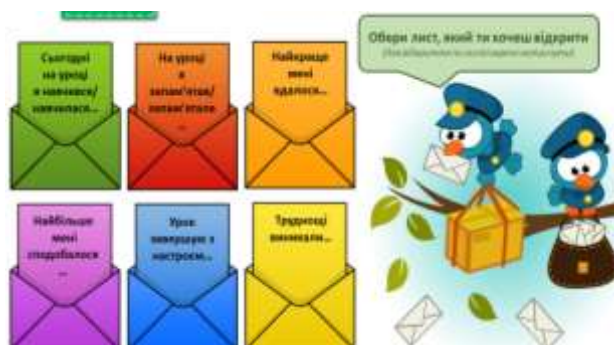 Сьогодні
на уроці
я навчився/
навчилася...
На уроці
я
запам'ятав/
запам'ятала
...
Найкраще
мені
вдалося...
Обери лист, який ти хочеш відкрити
Найбільше
мені
сподобалося
...
Урок
завершую з
настроєм...
Труднощі
виникали...